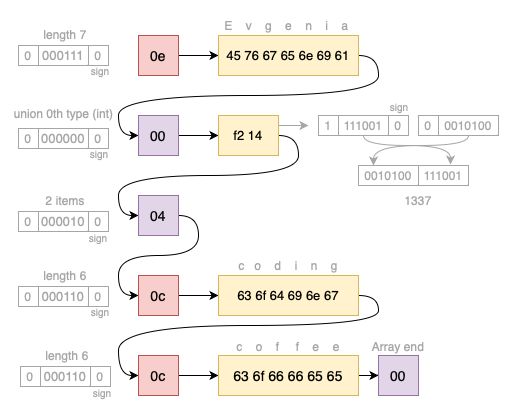 E v g e n i a
length 7
0 000111 0
sign
0e
45 76 67 65 6e 69 61
union 0th type (int)
0 000000 0
sign
00
f2 14
sign
1 111001 0
0 0010100
0010100 111001
1337
2 items
0 000010 0
sign
04
c o d i n g
length 6
0 000110 0
sign
0c
63 6f 64 69 6e 67
c o f f e e
Array end
length 6
0 000110 0
sign
0c
63 6f 66 66 65 65
00